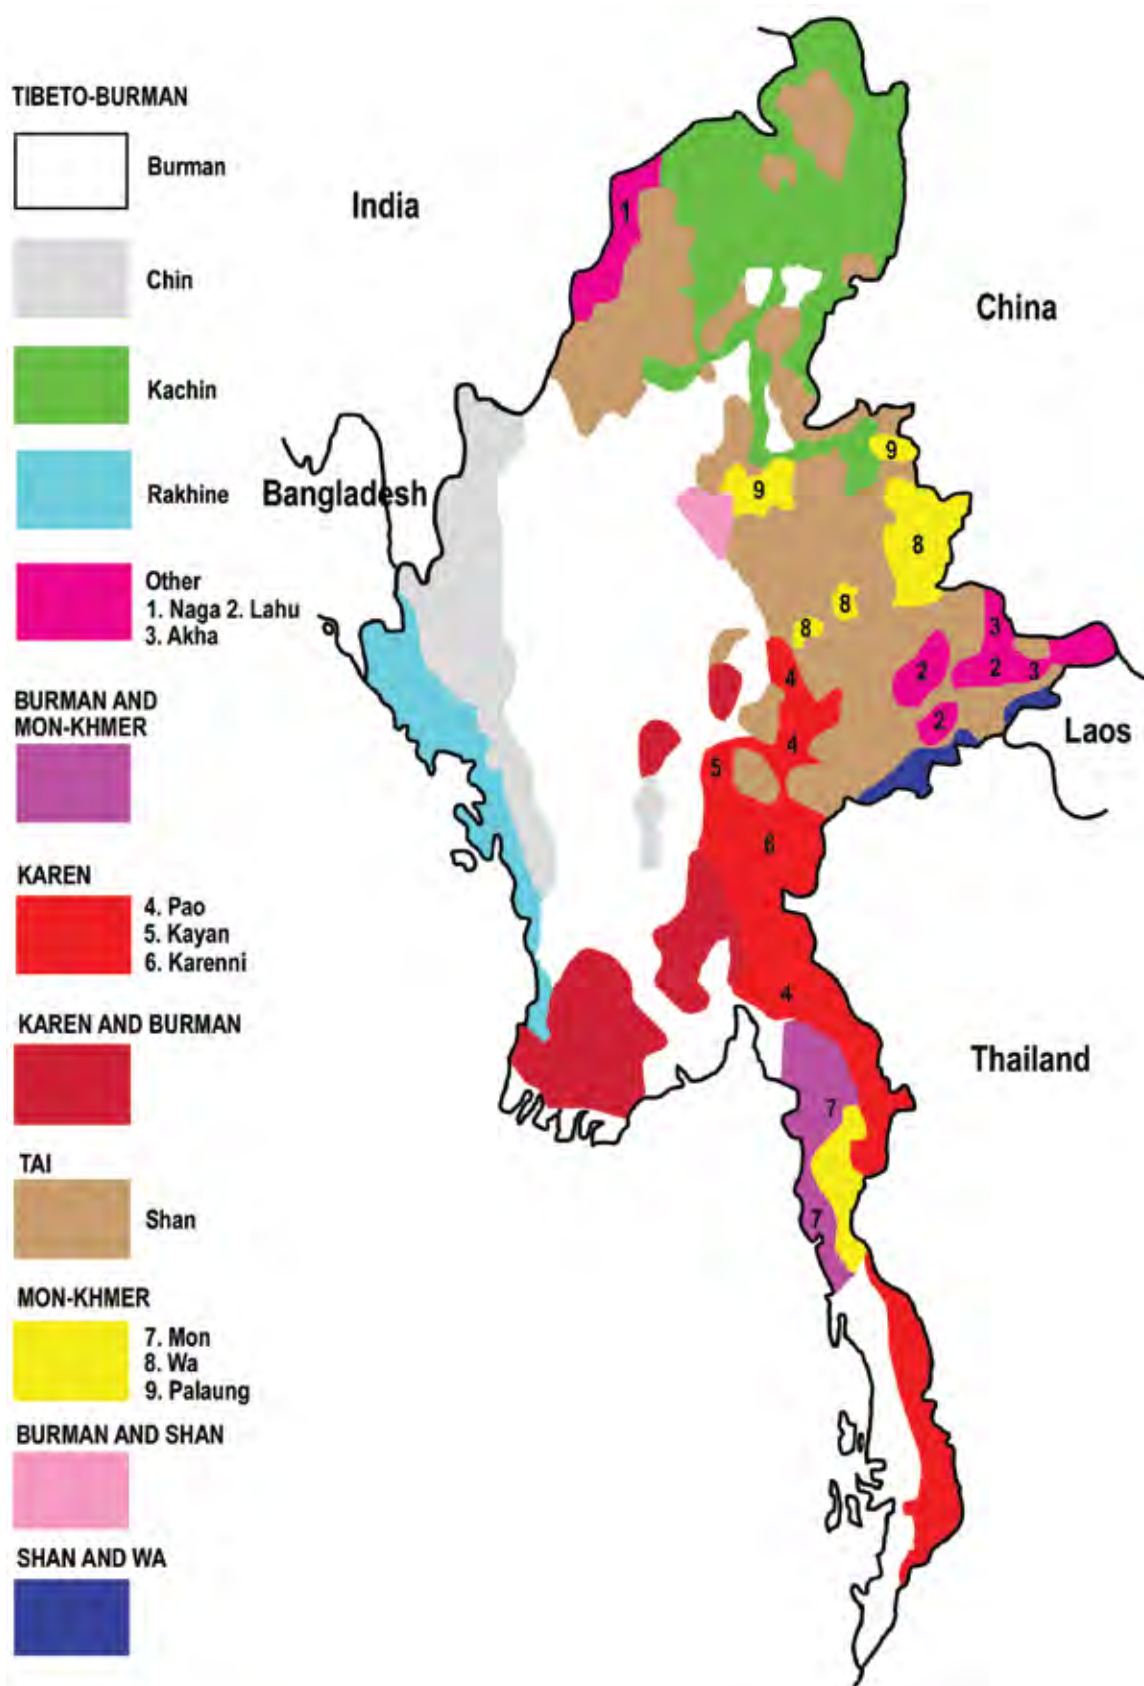 TIBETO-BURMAN
Burman
Chin
Kachin
Rakhine
Other
1. Naga 2. Lahu
3. Akha
BURMAN AND
MON-KHMER
KAREN
4. Pao
5. Kayan
6. Karenni
KAREN AND BURMAN
TAI
Shan
MON-KHMER
7. Mon
8. Wa
9. Palaung
BURMAN AND SHAN
SHAN AND WA
India
China
Bangladesh
Laos
Thailand
1
9
9
8
8
8
3
2
2
3
4
2
4
5
6
4
7
7